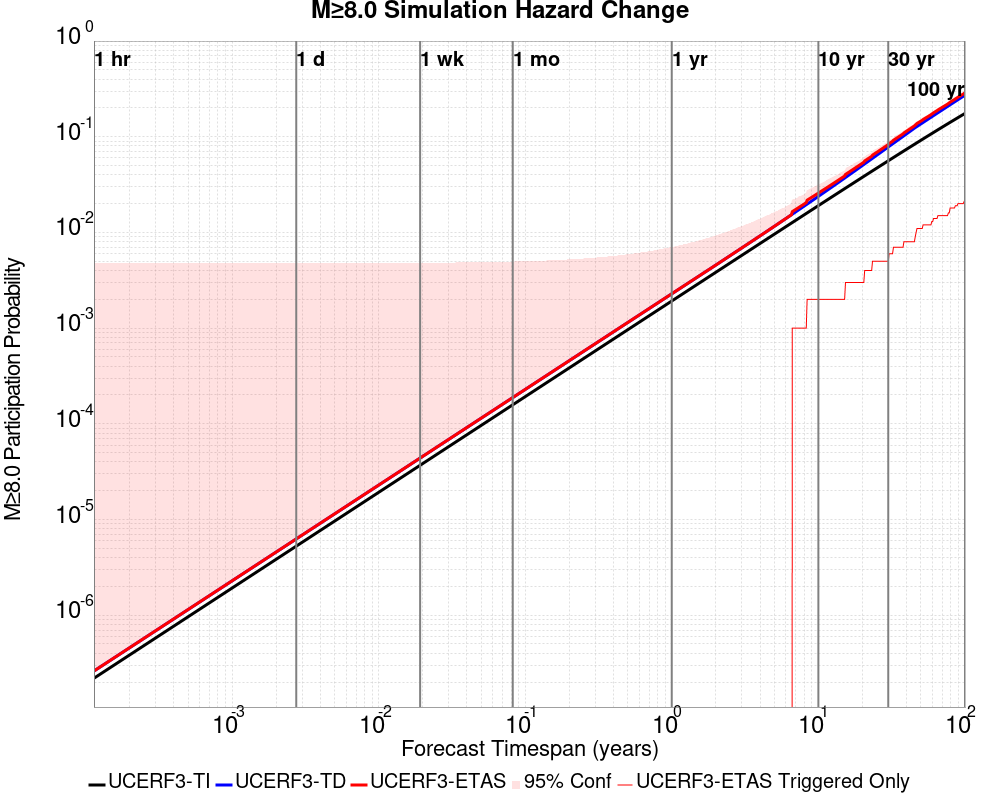 M≥8.0 Simulation Hazard Change
10^0
10^-1
10^-2
10^-3
10^-4
10^-5
10^-6
M≥8.0 Participation Probability
1 hr
1 d
1 wk
1 mo
1 yr
10 yr
30 yr
100 yr
10^-3
10^-2
10^-1
10^0
10^1
10^2
Forecast Timespan (years)
UCERF3-TI UCERF3-TD UCERF3-ETAS 95% Conf UCERF3-ETAS Triggered Only